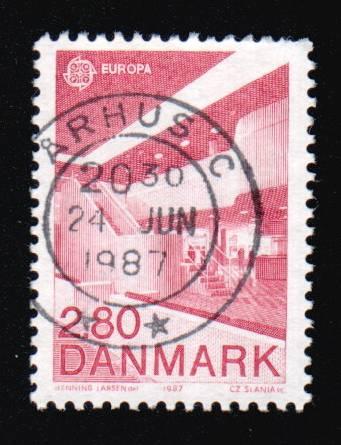 EUROPA
ÅRHUS C
2030
24 JUN
1987
2.80
DANMARK
HENNING LARSEN del 1987 CZ SLANIA sc